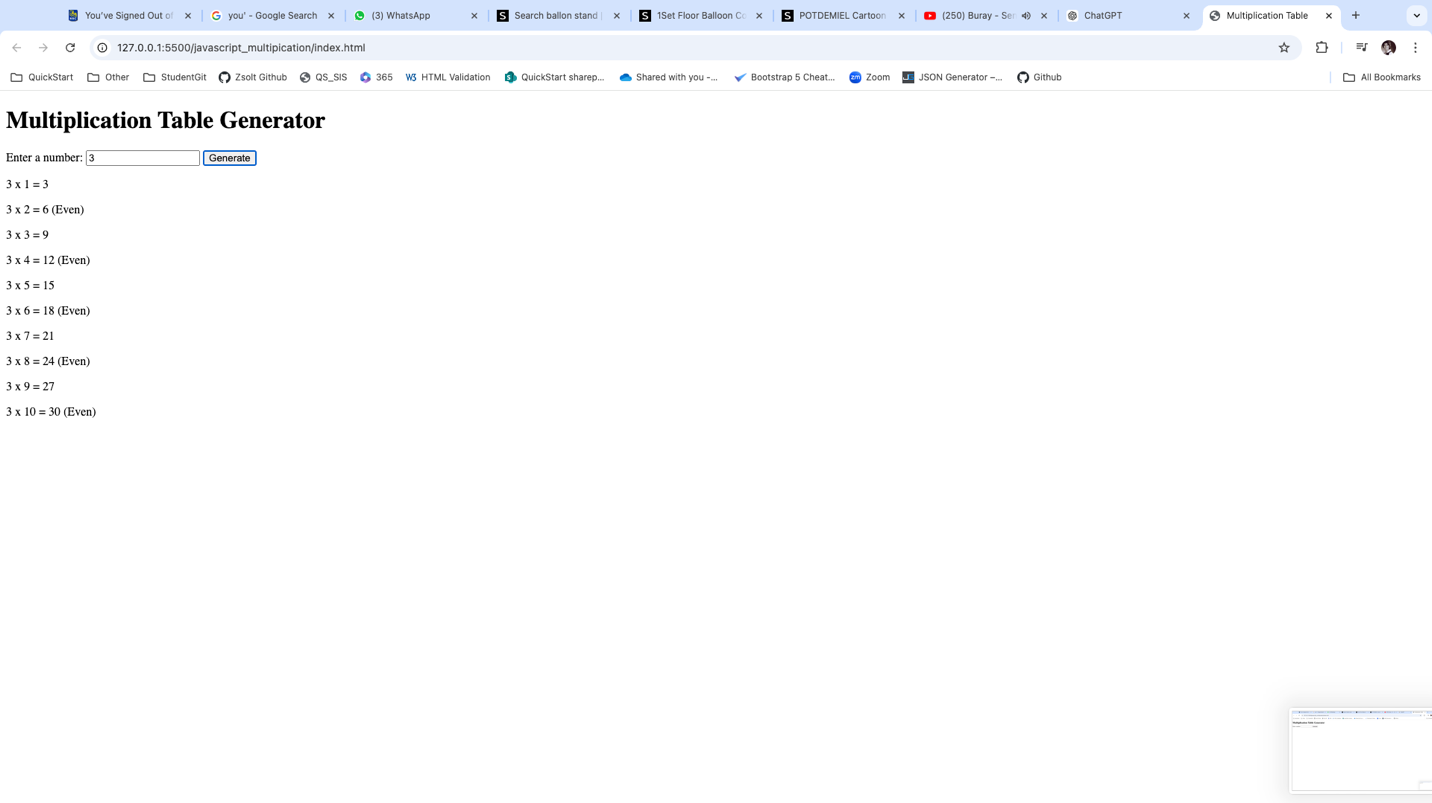 You've Signed Out of
you' - Google Search
(3) WhatsApp
Search ballon stand
1Set Floor Balloon Co
POTDEMIEL Cartoon
(250) Buray – Sen
ChatGPT
Multiplication Table
127.0.0.1:5500/javascript_multipication/index.html
QuickStart
Other
StudentGit
Zsolt Github
QS_SIS
365
W3 HTML Validation
QuickStart sharep...
Shared with you -...
Bootstrap 5 Cheat...
zm Zoom
JSON Generator –...
Github
All Bookmarks
Multiplication Table Generator
Enter a number: 3 Generate
3 x 1 = 3
3 x 2 = 6 (Even)
3 x 3 = 9
3 x 4 = 12 (Even)
3 x 5 = 15
3 x 6 = 18 (Even)
3 x 7 = 21
3 x 8 = 24 (Even)
3 x 9 = 27
3 x 10 = 30 (Even)